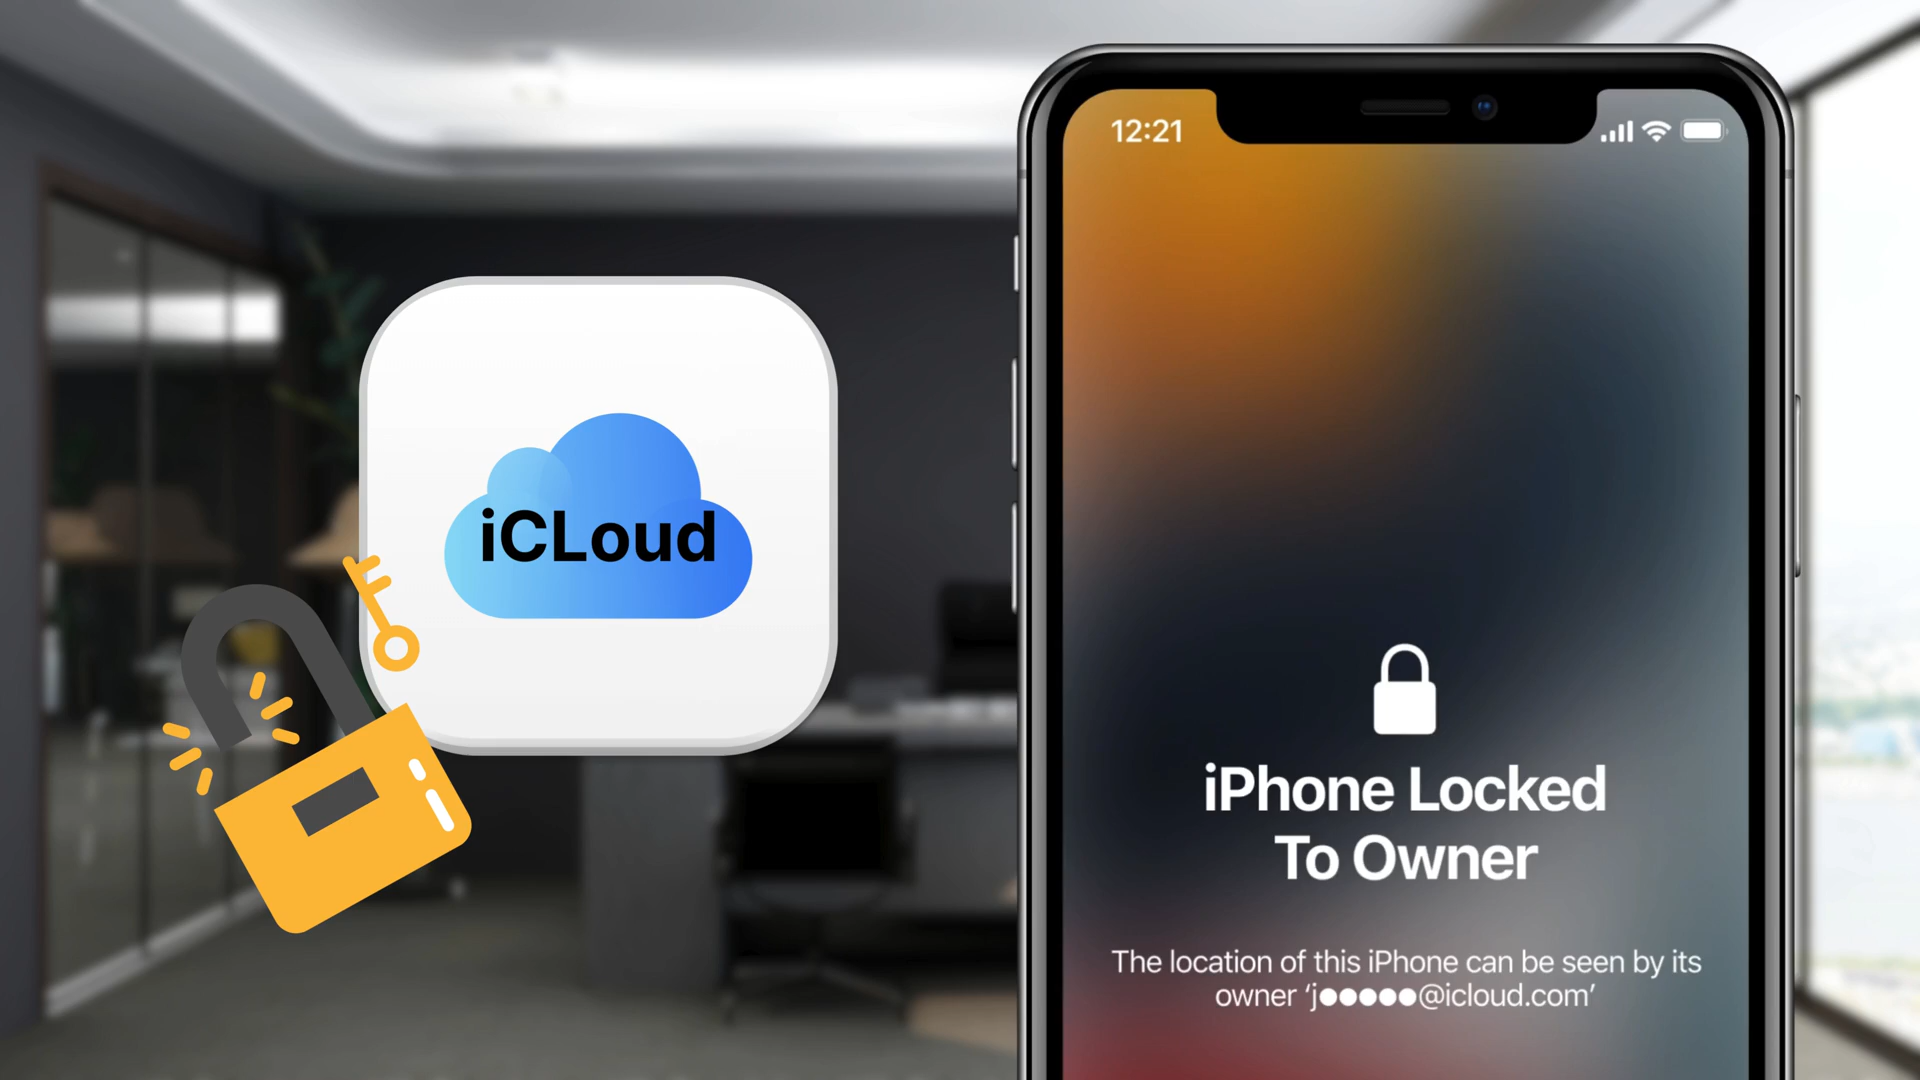 iCLoud
12:21
iPhone Locked
To Owner
The location of this iPhone can be seen by its
owner ‘j●●●●●@icloud.com’